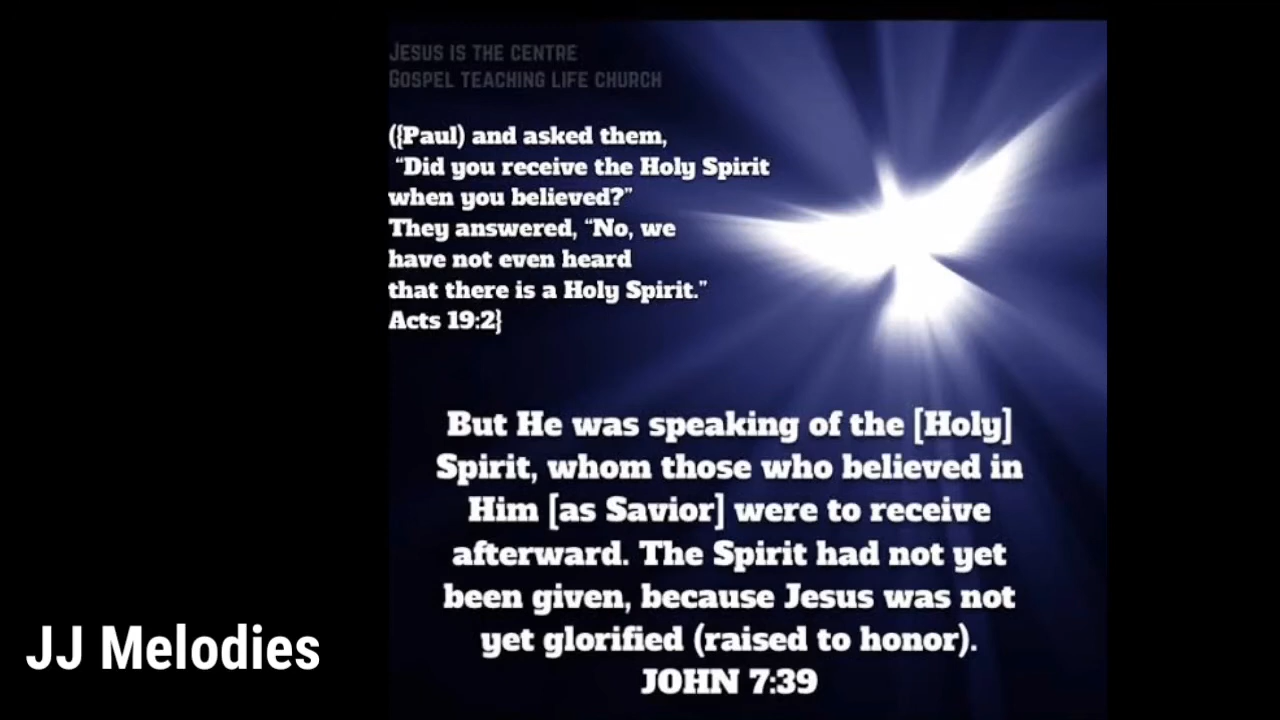 JESUS IS THE CENTRE
GOSPEL TEACHING LIFE CHURCH
({Paul) and asked them,
“Did you receive the Holy Spirit
when you believed?”
They answered, “No, we
have not even heard
that there is a Holy Spirit.”
Acts 19:2}
But He was speaking of the [Holy]
Spirit, whom those who believed in
Him [as Savior] were to receive
afterward. The Spirit had not yet
been given, because Jesus was not
yet glorified (raised to honor).
JOHN 7:39
JJ Melodies